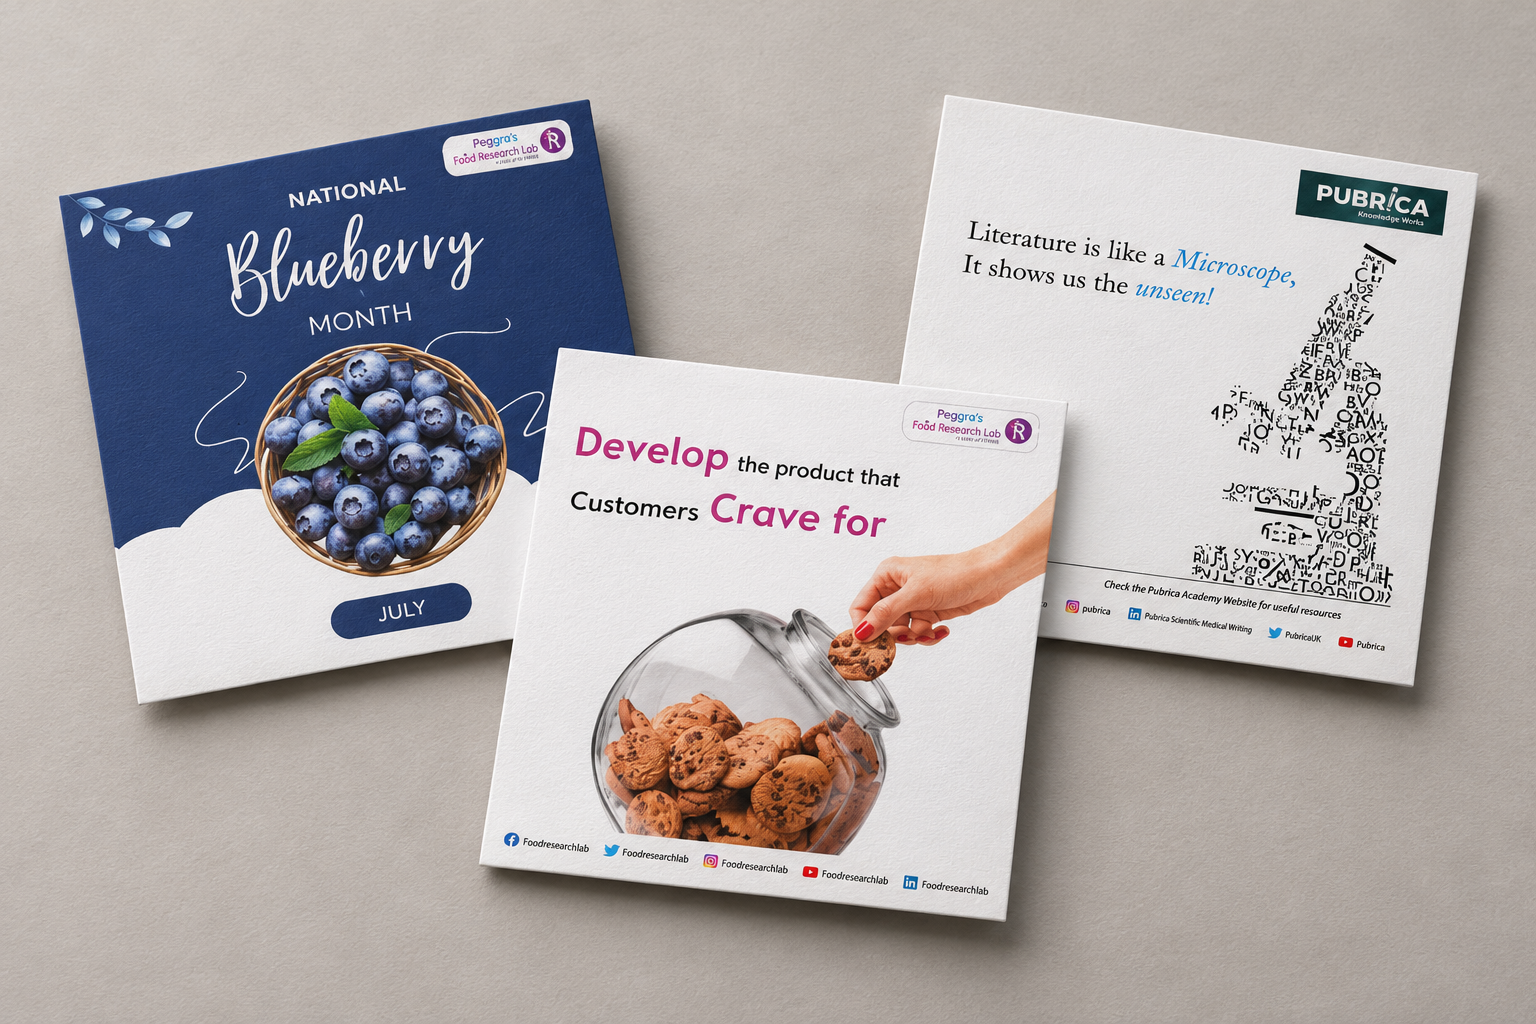 Peggra's
Food Research Lab
NATIONAL
Blueberry
MONTH
JULY
Peggra's
Food Research Lab
Develop the product that
Customers Crave for
Foodresearchlab
Foodresearchlab
Foodresearchlab
Foodresearchlab
Foodresearchlab
PUBRICA
Knowledge Works
Literature is like a Microscope,
It shows us the unseen!
Check the Pubrica Academy Website for useful resources
pubrica
Pubrica Scientific Medical Writing
PubricaUK
Pubrica